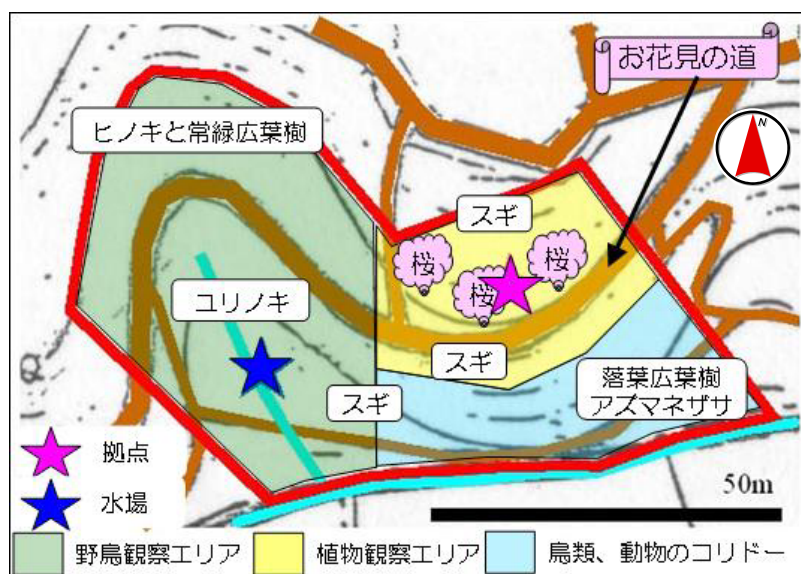 お花見の道
N
ヒノキと常緑広葉樹
スギ
桜
桜
桜
ユリノキ
スギ
スギ
落葉広葉樹
アズマネザサ
拠点
水場
50m
野鳥観察エリア
植物観察エリア
鳥類、動物のコリドー